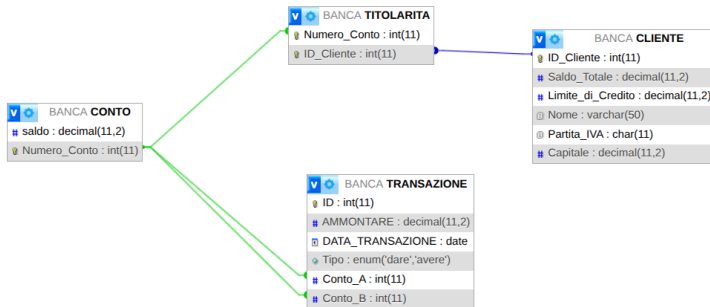 BANCA TITOLARITA
Numero_Conto : int(11)
ID_Cliente : int(11)
BANCA CLIENTE
ID_Cliente : int(11)
Saldo_Totale : decimal(11,2)
Limite_di_Credito : decimal(11,2)
Nome : varchar(50)
Partita_IVA : char(11)
Capitale : decimal(11,2)
BANCA CONTO
saldo : decimal(11,2)
Numero_Conto : int(11)
BANCA TRANSAZIONE
ID : int(11)
AMMONTARE : decimal(11,2)
DATA_TRANSAZIONE : date
Tipo : enum('dare','avere')
Conto_A : int(11)
Conto_B : int(11)